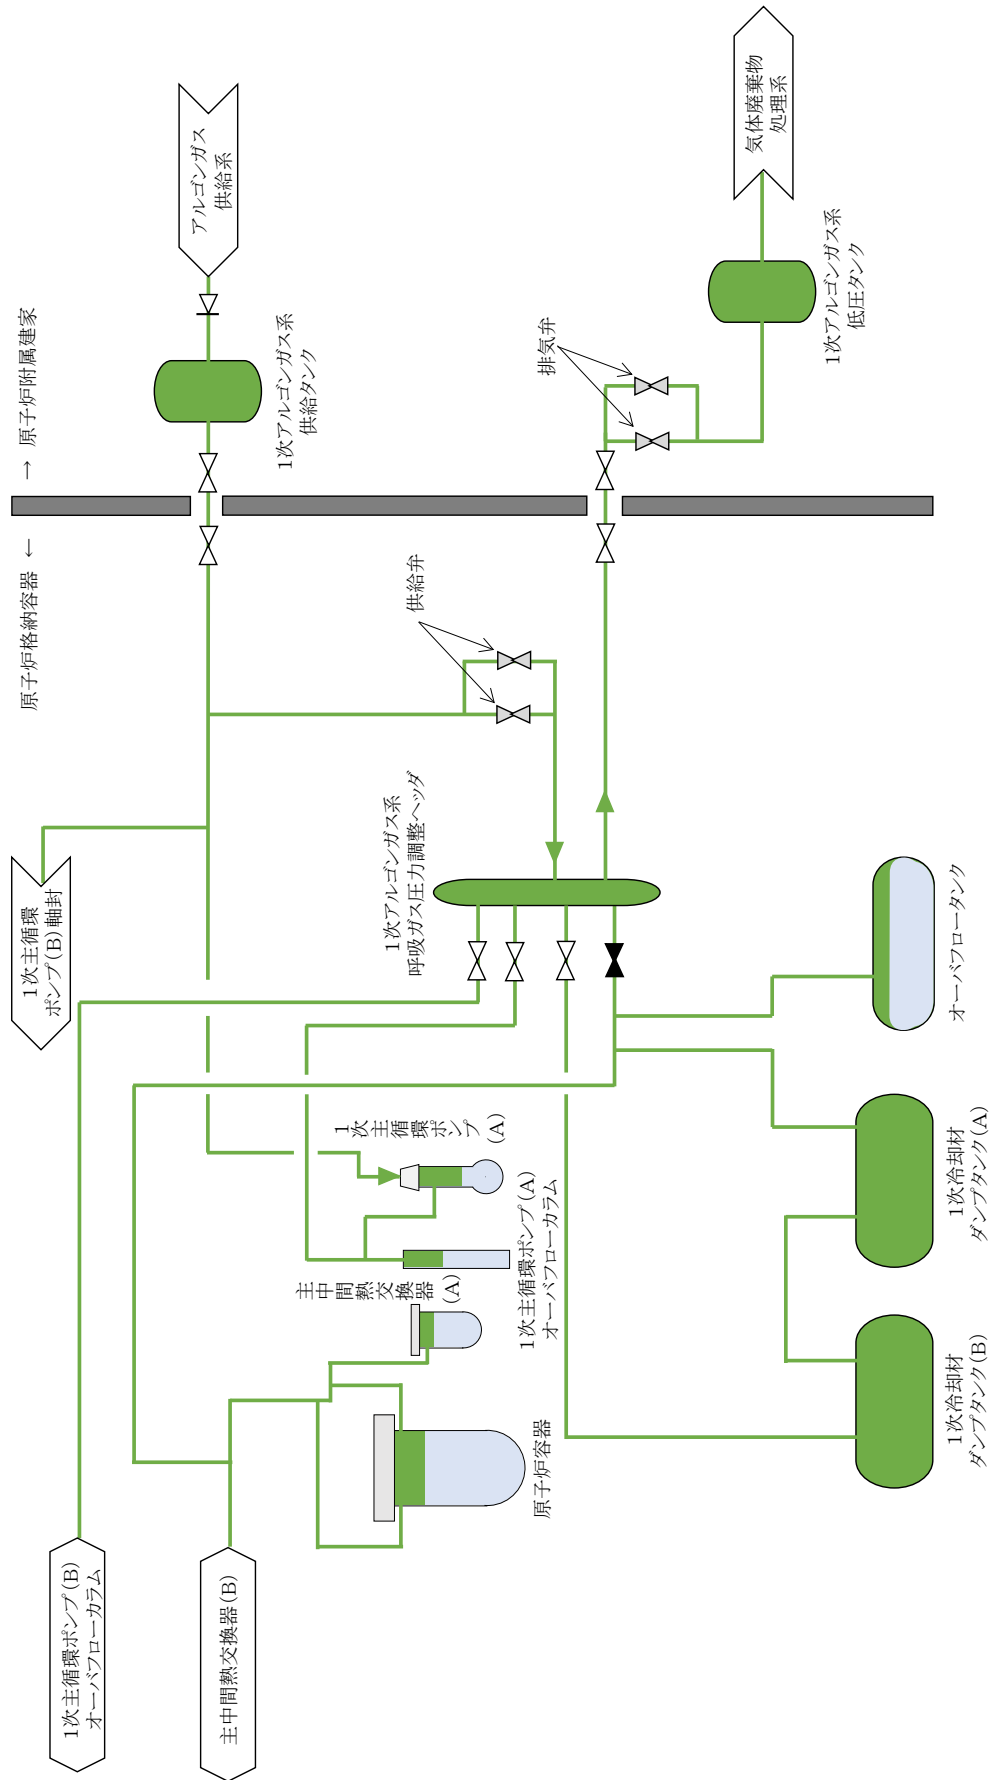 1次主循環ポンプ(B)
オーバフローカラム
主中間熱交換器(B)
1次主循環
ポンプ(B)軸封
原子炉格納容器 ←
→ 原子炉附属建家
アルゴンガス
供給系
1次アルゴンガス系
供給タンク
供給弁
1次アルゴンガス系
呼吸ガス圧力調整ヘッダ
1次主循環ポンプ
(A)
主中間熱交換器
(A)
1次主循環ポンプ(A)
オーバフローカラム
原子炉容器
排気弁
気体廃棄物
処理系
1次アルゴンガス系
低圧タンク
オーバフロータンク
1次冷却材
ダンプタンク(A)
1次冷却材
ダンプタンク(B)